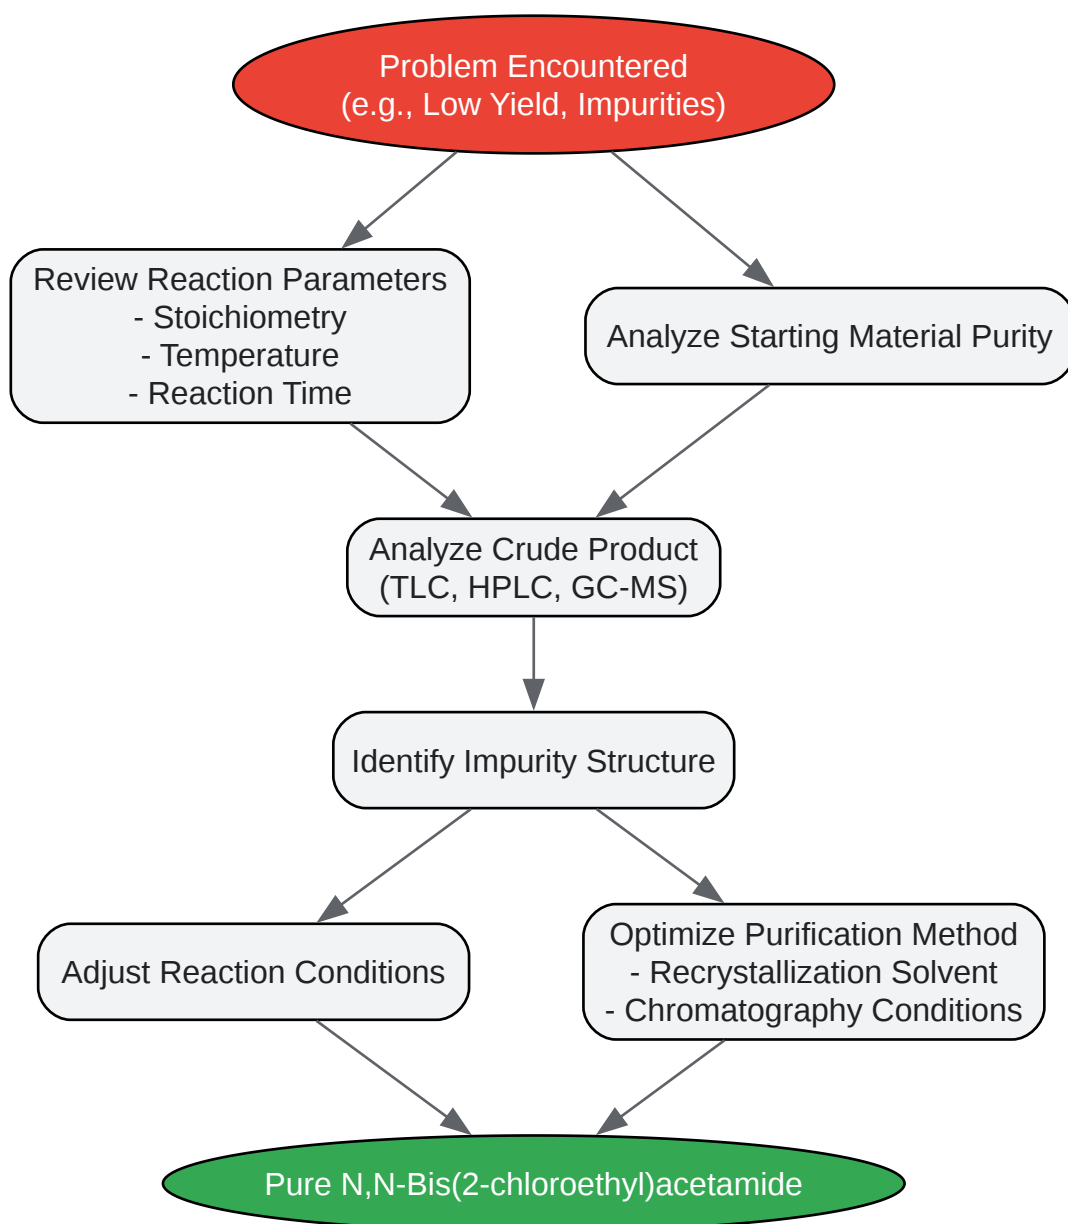 Problem Encountered
(e.g., Low Yield, Impurities)
Review Reaction Parameters
- Stoichiometry
- Temperature
- Reaction Time
Analyze Starting Material Purity
Analyze Crude Product
(TLC, HPLC, GC-MS)
Identify Impurity Structure
Adjust Reaction Conditions
Optimize Purification Method
- Recrystallization Solvent
- Chromatography Conditions
Pure N,N-Bis(2-chloroethyl)acetamide